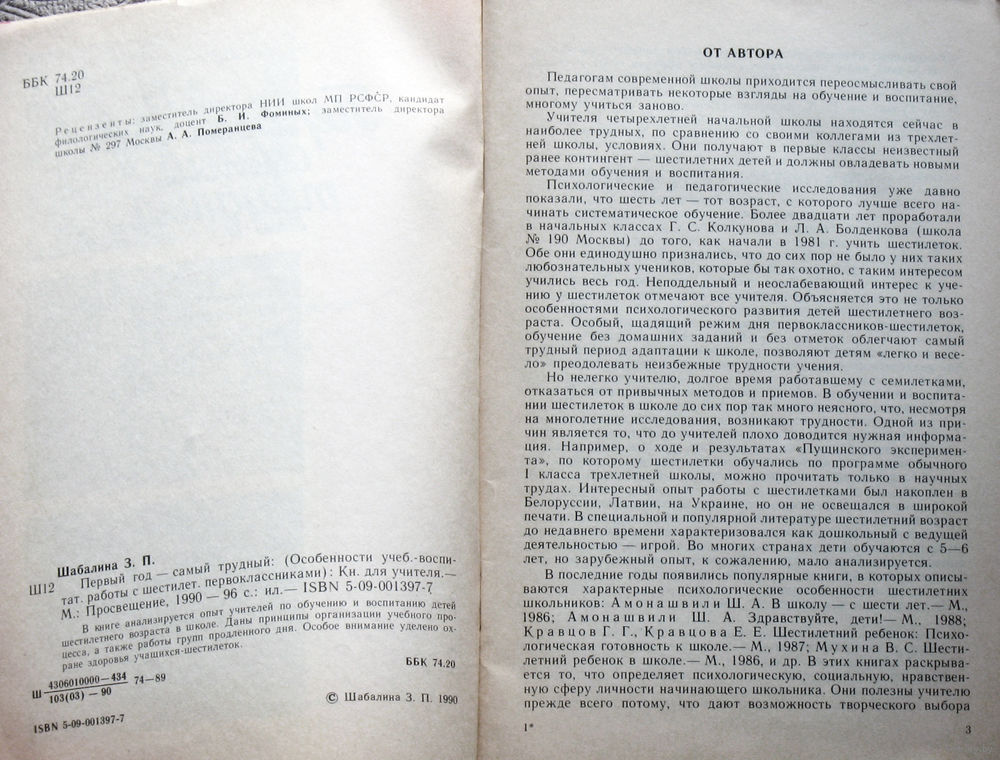 ББК 74.20
Ш12
Рецензенты: заместитель директора НИИ школ МП РСФСР, кандидат
филологических наук, доцент Б. И. Фоминых; заместитель директора
школы № 297 Москвы А. А. Померанцева
Шабалина З. П.
Ш12 Первый год — самый трудный: (Особенности учеб.-воспи-
тат. работы с шестилет. первоклассниками): Кн. для учителя.—
М.: Просвещение, 1990 — 96 с.: ил.— ISBN 5-09-001397-7
В книге анализируется опыт учителей по обучению и воспитанию детей
шестилетнего возраста в школе. Даны принципы организации учебного про-
цесса, а также работы групп продленного дня. Особое внимание уделено ох-
ране здоровья учащихся-шестилеток.
Ш 4306010000—434
103(03) — 90
74—89
ББК 74.20
ISBN 5-09-001397-7
© Шабалина З. П. 1990
ОТ АВТОРА
Педагогам современной школы приходится переосмысливать свой
опыт, пересматривать некоторые взгляды на обучение и воспитание,
многому учиться заново.
Учителя четырехлетней начальной школы находятся сейчас в
наиболее трудных, по сравнению со своими коллегами из трехлет-
ней школы, условиях. Они получают в первые классы неизвестный
ранее контингент — шестилетних детей и должны овладевать новыми
методами обучения и воспитания.
Психологические и педагогические исследования уже давно
показали, что шесть лет — тот возраст, с которого лучше всего на-
чинать систематическое обучение. Более двадцати лет проработали
в начальных классах Г. С. Колкунова и Л. А. Болденкова (школа
№ 190 Москвы) до того, как начали в 1981 г. учить шестилеток.
Обе они единодушно признались, что до сих пор не было у них таких
любознательных учеников, которые бы так охотно, с таким интересом
учились весь год. Неподдельный и неослабевающий интерес к уче-
нию у шестилеток отмечают все учителя. Объясняется это не только
особенностями психологического развития детей шестилетнего воз-
раста. Особый, щадящий режим дня первоклассников-шестилеток,
обучение без домашних заданий и без отметок облегчают самый
трудный период адаптации к школе, позволяют детям «легко и весе-
ло» преодолевать неизбежные трудности учения.
Но нелегко учителю, долгое время работавшему с семилетками,
отказаться от привычных методов и приемов. В обучении и воспита-
нии шестилеток в школе до сих пор так много неясного, что, несмотря
на многолетние исследования, возникают трудности. Одной из при-
чин является то, что до учителей плохо доводится нужная информа-
ция. Например, о ходе и результатах «Пущинского эксперимен-
та», по которому шестилетки обучались по программе обычного
I класса трехлетней школы, можно прочитать только в научных
трудах. Интересный опыт работы с шестилетками был накоплен в
Белоруссии, Латвии, на Украине, но он не освещался в широкой
печати. В специальной и популярной литературе шестилетний возраст
до недавнего времени характеризовался как дошкольный с ведущей
деятельностью — игрой. Во многих странах дети обучаются с 5—6
лет, но зарубежный опыт, к сожалению, мало анализируется.
В последние годы появились популярные книги, в которых описы-
ваются характерные психологические особенности шестилетних
школьников: Амонашвили Ш. А. В школу — с шести лет.— М.,
1986; Амонашвили Ш. А. Здравствуйте, дети!— М., 1988;
Кравцов Г. Г., Кравцова Е. Е. Шестилетний ребенок: Психо-
логическая готовность к школе.— М., 1987; Мухина В. С. Шести-
летний ребенок в школе.— М., 1986, и др. В этих книгах раскрыва-
ется то, что определяет психологическую, социальную, нравствен-
ную сферу личности начинающего школьника. Они полезны учителю
прежде всего потому, что дают возможность творческого выбора
1*
3